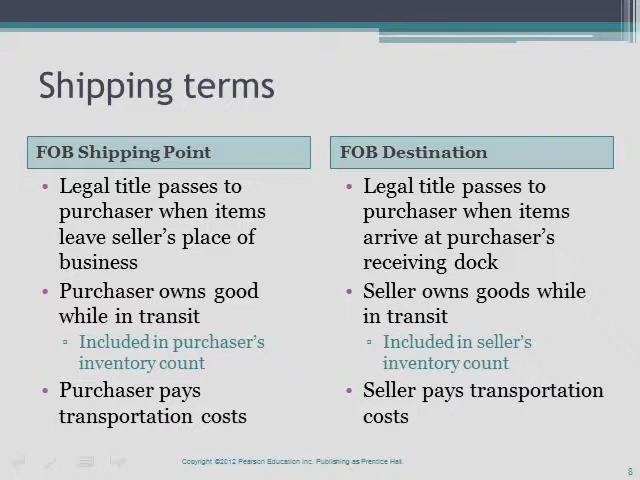 Shipping terms
FOB Shipping Point
• Legal title passes to
purchaser when items
leave seller's place of
business
• Purchaser owns good
while in transit
▫ Included in purchaser's
inventory count
• Purchaser pays
transportation costs
FOB Destination
• Legal title passes to
purchaser when items
arrive at purchaser's
receiving dock
• Seller owns goods while
in transit
▫ Included in seller's
inventory count
• Seller pays transportation
costs
Copyright ©2012 Pearson Education Inc. Publishing as Prentice Hall.
8